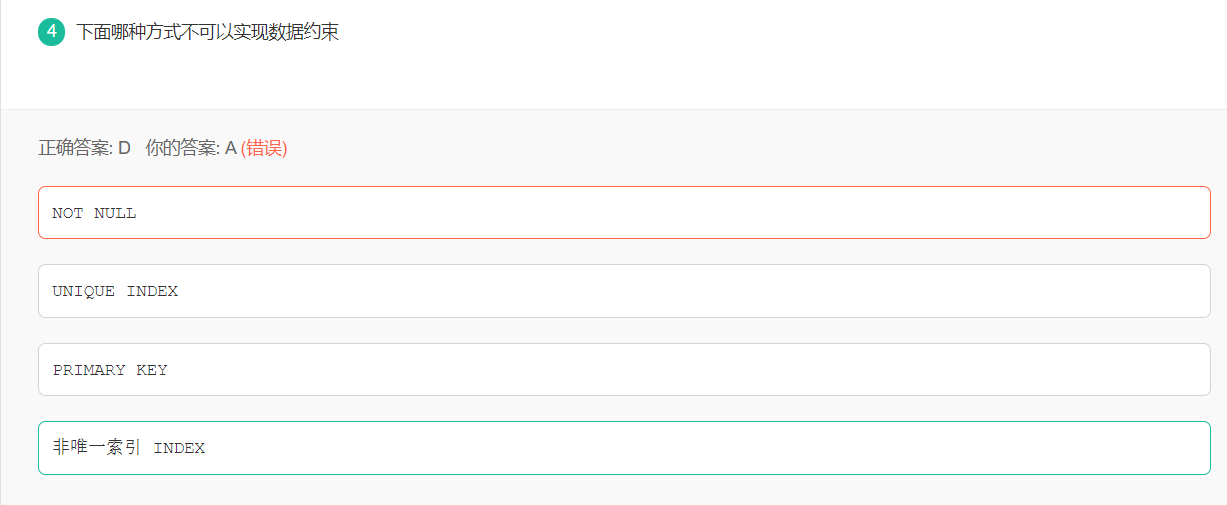 4 下面哪种方式不可以实现数据约束
正确答案: D 你的答案: A (错误)
NOT NULL
UNIQUE INDEX
PRIMARY KEY
非唯一索引 INDEX